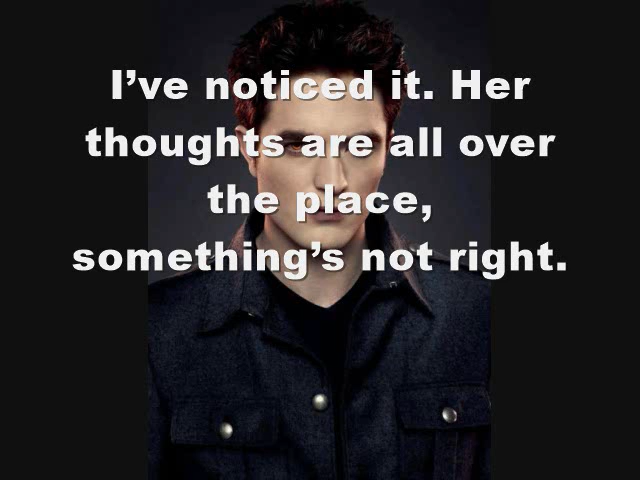 I’ve noticed it. Her
thoughts are all over
the place,
something’s not right.